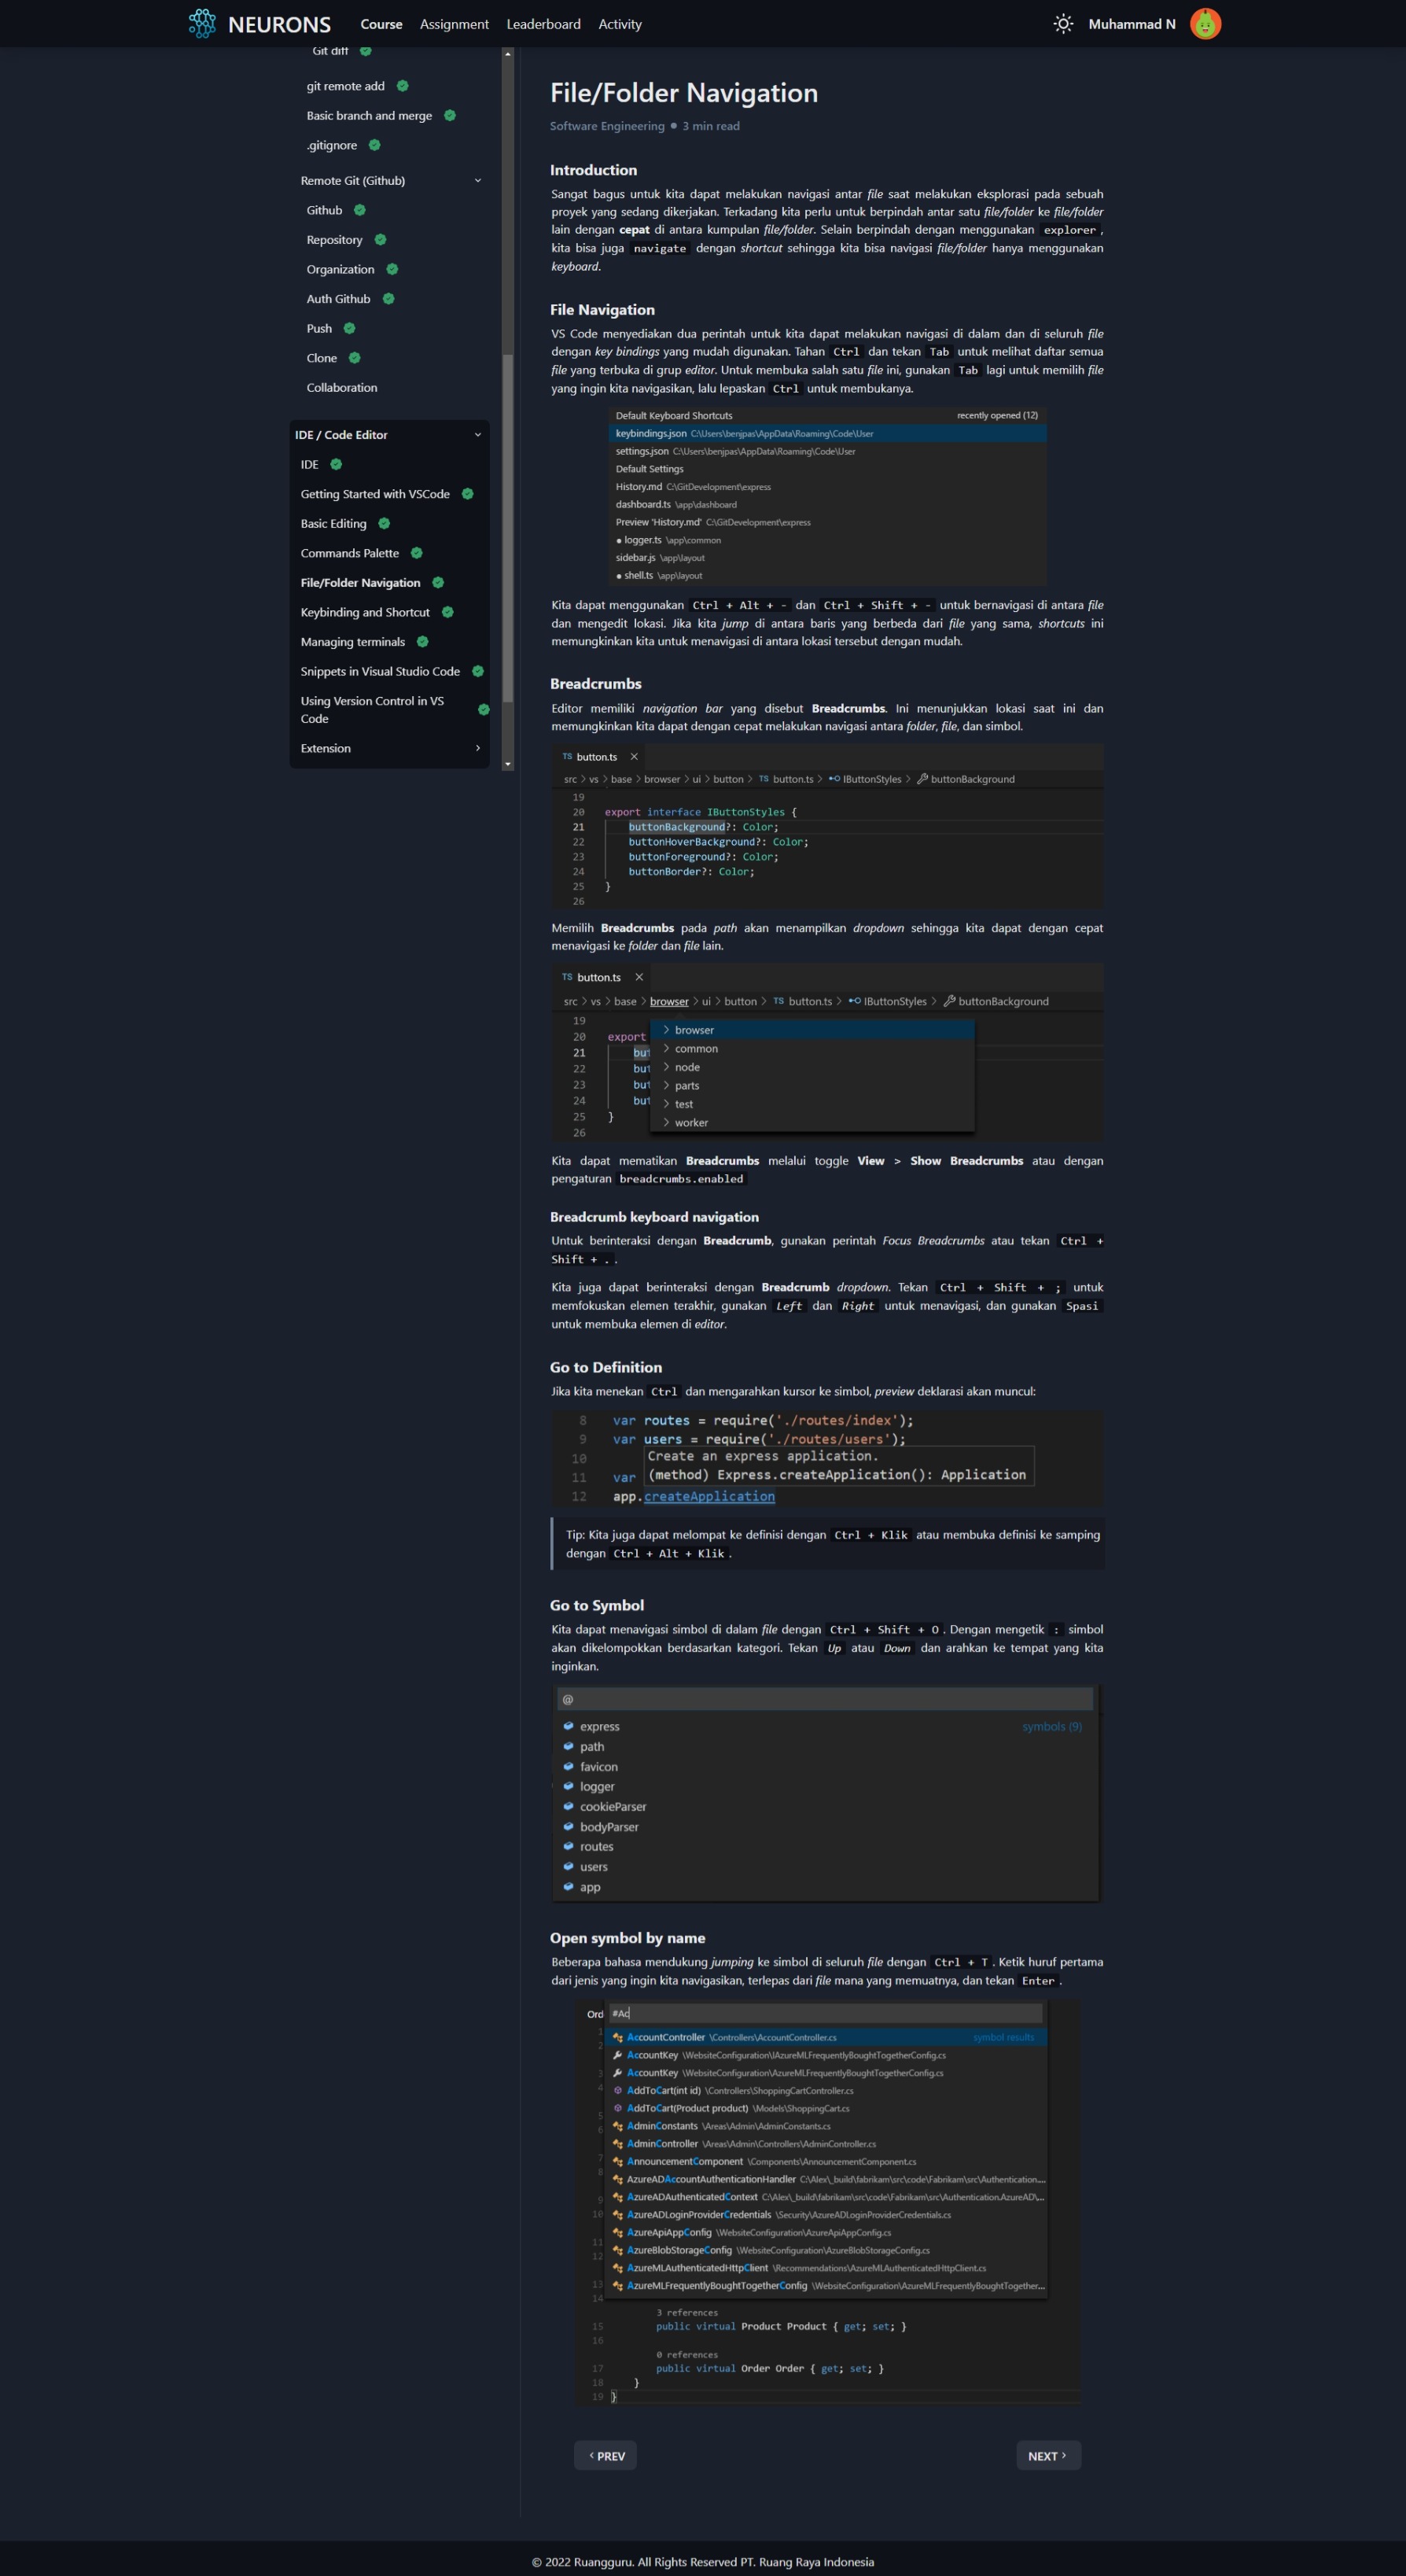 NEURONS
Course Assignment Leaderboard Activity
Muhammad N
Git diff
git remote add
Basic branch and merge
.gitignore
Remote Git (Github)
Github
Repository
Organization
Auth Github
Push
Clone
Collaboration
IDE / Code Editor
IDE
Getting Started with VSCode
Basic Editing
Commands Palette
File/Folder Navigation
Keybinding and Shortcut
Managing terminals
Snippets in Visual Studio Code
Using Version Control in VS
Code
Extension
File/Folder Navigation
Software Engineering • 3 min read
Introduction
Sangat bagus untuk kita dapat melakukan navigasi antar file saat melakukan eksplorasi pada sebuah
proyek yang sedang dikerjakan. Terkadang kita perlu untuk berpindah antar satu file/folder ke file/folder
lain dengan cepat di antara kumpulan file/folder. Selain berpindah dengan menggunakan explorer ,
kita bisa juga navigate dengan shortcut sehingga kita bisa navigasi file/folder hanya menggunakan
keyboard.
File Navigation
VS Code menyediakan dua perintah untuk kita dapat melakukan navigasi di dalam dan di seluruh file
dengan key bindings yang mudah digunakan. Tahan Ctrl dan tekan Tab untuk melihat daftar semua
file yang terbuka di grup editor. Untuk membuka salah satu file ini, gunakan Tab lagi untuk memilih file
yang ingin kita navigasikan, lalu lepaskan Ctrl untuk membukanya.
Default Keyboard Shortcuts recently opened (12)
keybindings.json C:\Users\benjpas\AppData\Roaming\Code\User
settings.json C:\Users\benjpas\AppData\Roaming\Code\User
Default Settings
History.md C:\GitDevelopment\express
dashboard.ts \app\dashboard
Preview 'History.md' C:\GitDevelopment\express
● logger.ts \app\common
sidebar.js \app\layout
● shell.ts \app\layout
Kita dapat menggunakan Ctrl + Alt + - dan Ctrl + Shift + - untuk bernavigasi di antara file
dan mengedit lokasi. Jika kita jump di antara baris yang berbeda dari file yang sama, shortcuts ini
memungkinkan kita untuk menavigasi di antara lokasi tersebut dengan mudah.
Breadcrumbs
Editor memiliki navigation bar yang disebut Breadcrumbs. Ini menunjukkan lokasi saat ini dan
memungkinkan kita dapat dengan cepat melakukan navigasi antara folder, file, dan simbol.
TS button.ts ×
src > vs > base > browser > ui > button > TS button.ts > IButtonStyles > buttonBackground
19
20 export interface IButtonStyles {
21 buttonBackground?: Color;
22 buttonHoverBackground?: Color;
23 buttonForeground?: Color;
24 buttonBorder?: Color;
25 }
26
Memilih Breadcrumbs pada path akan menampilkan dropdown sehingga kita dapat dengan cepat
menavigasi ke folder dan file lain.
TS button.ts ×
src > vs > base > browser > ui > button > TS button.ts > IButtonStyles > buttonBackground
19
20 export
21 but
22 but
23 but
24 but
25 }
26
> browser
> common
> node
> parts
> test
> worker
Kita dapat mematikan Breadcrumbs melalui toggle View > Show Breadcrumbs atau dengan
pengaturan breadcrumbs.enabled
Breadcrumb keyboard navigation
Untuk berinteraksi dengan Breadcrumb, gunakan perintah Focus Breadcrumbs atau tekan Ctrl +
Shift + . .
Kita juga dapat berinteraksi dengan Breadcrumb dropdown. Tekan Ctrl + Shift + ; untuk
memfokuskan elemen terakhir, gunakan Left dan Right untuk menavigasi, dan gunakan Spasi
untuk membuka elemen di editor.
Go to Definition
Jika kita menekan Ctrl dan mengarahkan kursor ke simbol, preview deklarasi akan muncul:
8 var routes = require('./routes/index');
9 var users = require('./routes/users');
10 Create an express application.
11 var (method) Express.createApplication(): Application
12 app.createApplication
Tip: Kita juga dapat melompat ke definisi dengan Ctrl + Klik atau membuka definisi ke samping
dengan Ctrl + Alt + Klik .
Go to Symbol
Kita dapat menavigasi simbol di dalam file dengan Ctrl + Shift + O . Dengan mengetik : simbol
akan dikelompokkan berdasarkan kategori. Tekan Up atau Down dan arahkan ke tempat yang kita
inginkan.
@
express symbols (9)
path
favicon
logger
cookieParser
bodyParser
routes
users
app
Open symbol by name
Beberapa bahasa mendukung jumping ke simbol di seluruh file dengan Ctrl + T . Ketik huruf pertama
dari jenis yang ingin kita navigasikan, terlepas dari file mana yang memuatnya, dan tekan Enter .
Ord #Ac
1 AccountController \Controllers\AccountController.cs symbol results
2 AccountKey \WebsiteConfiguration\IAzureMLFrequentlyBoughtTogetherConfig.cs
3 AccountKey \WebsiteConfiguration\AzureMLFrequentlyBoughtTogetherConfig.cs
4 AddToCart(int id) \Controllers\ShoppingCartController.cs
AddToCart(Product product) \Models\ShoppingCart.cs
5 AdminConstants \Areas\Admin\AdminConstants.cs
6 AdminController \Areas\Admin\Controllers\AdminController.cs
7 AnnouncementComponent \Components\AnnouncementComponent.cs
8 AzureADAccountAuthenticationHandler C:\Alex\_build\fabrikam\src\code\Fabrikam\src\Authentication....
9 AzureADAuthenticatedContext C:\Alex\_build\fabrikam\src\code\Fabrikam\src\Authentication.AzureAD\...
10 AzureADLoginProviderCredentials \Security\AzureADLoginProviderCredentials.cs
AzureApiAppConfig \WebsiteConfiguration\AzureApiAppConfig.cs
11 AzureBlobStorageConfig \WebsiteConfiguration\AzureBlobStorageConfig.cs
12 AzureMLAuthenticatedHttpClient \Recommendations\AzureMLAuthenticatedHttpClient.cs
13 AzureMLFrequentlyBoughtTogetherConfig \WebsiteConfiguration\AzureMLFrequentlyBoughtTogether...
14
3 references
15 public virtual Product Product { get; set; }
16
0 references
17 public virtual Order Order { get; set; }
18 }
19 }
‹ PREV
NEXT ›
© 2022 Ruangguru. All Rights Reserved PT. Ruang Raya Indonesia